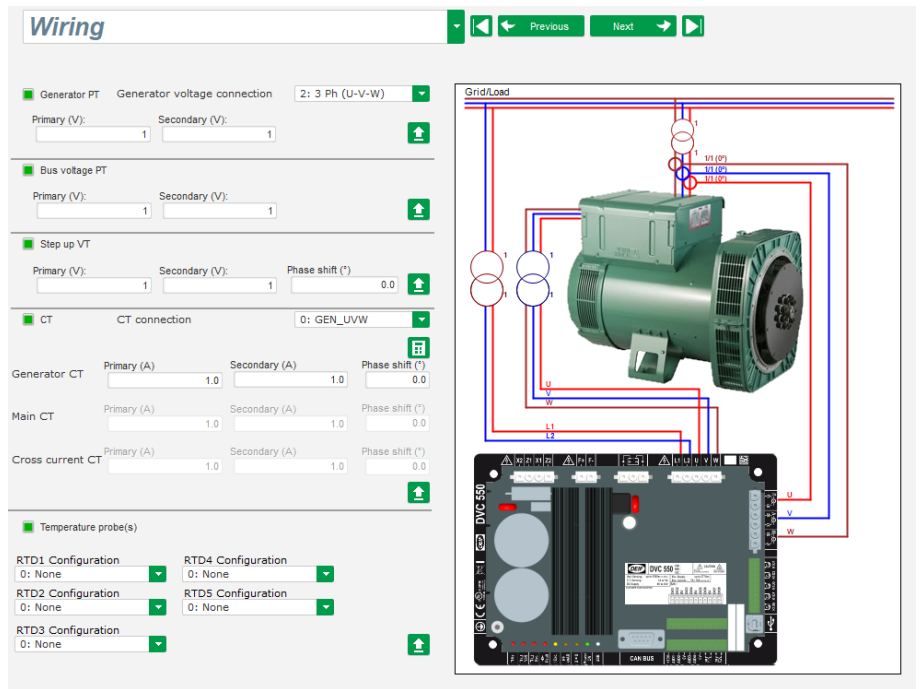 Wiring
Previous
Next
Generator PT
Generator voltage connection
2: 3 Ph (U-V-W)
Primary (V):
Secondary (V):
1
1
Bus voltage PT
Primary (V):
Secondary (V):
1
1
Step up VT
Primary (V):
Secondary (V):
Phase shift (°)
1
1
0.0
CT
CT connection
0: GEN_UVW
Generator CT
Primary (A)
Secondary (A)
Phase shift (°)
1.0
1.0
0.0
Main CT
Primary (A)
Secondary (A)
Phase shift (°)
1.0
1.0
0.0
Cross current CT
Primary (A)
Secondary (A)
Phase shift (°)
1.0
1.0
0.0
Temperature probe(s)
RTD1 Configuration
RTD4 Configuration
0: None
0: None
RTD2 Configuration
RTD5 Configuration
0: None
0: None
RTD3 Configuration
0: None
Grid/Load
1
1
1/1 (0°)
1/1 (0°)
1/1 (0°)
1
1
1
1
U
V
W
L1
L2
X2 Z1 X1 Z2
F+ F-
L1 L2 U V W
DVC 550
U
V
W
DEIF DVC 550
CAUTION
CAN BUS